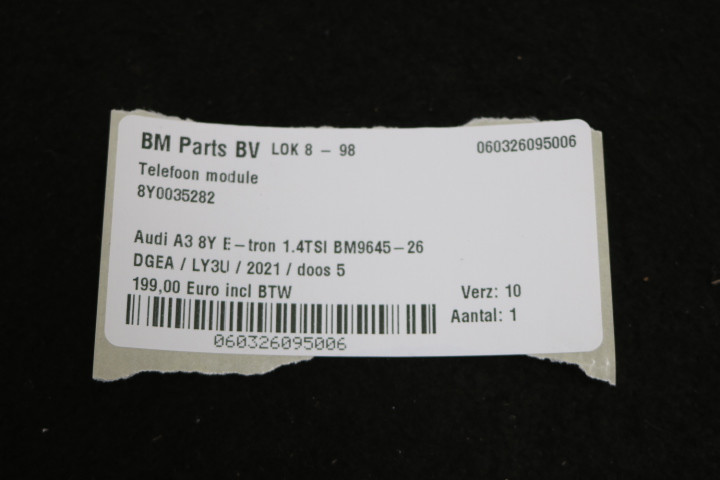 BM Parts BV LOK 8 - 98 060326095006
Telefoon module
8Y0035282
Audi A3 8Y E-tron 1.4TSI BM9645-26
DGEA / LY3U / 2021 / doos 5
199,00 Euro incl BTW Verz: 10
Aantal: 1
060326095006